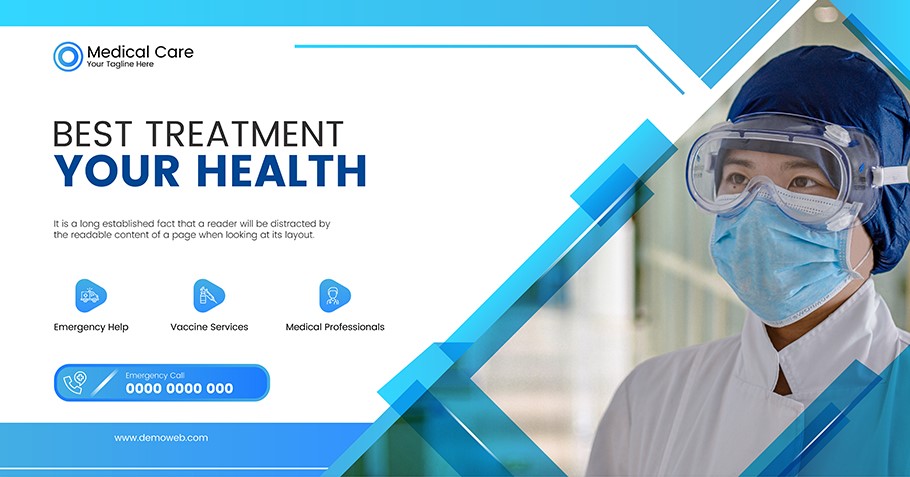 Medical Care
Your Tagline Here
BEST TREATMENT
YOUR HEALTH
It is a long established fact that a reader will be distracted by
the readable content of a page when looking at its layout.
Emergency Help
Vaccine Services
Medical Professionals
Emergency Call
0000 0000 000
www.demoweb.com